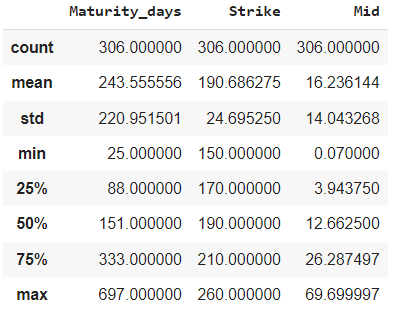 Maturity_days Strike Mid
count 306.000000 306.000000 306.000000
mean 243.555556 190.686275 16.236144
std 220.951501 24.695250 14.043268
min 25.000000 150.000000 0.070000
25% 88.000000 170.000000 3.943750
50% 151.000000 190.000000 12.662500
75% 333.000000 210.000000 26.287497
max 697.000000 260.000000 69.699997